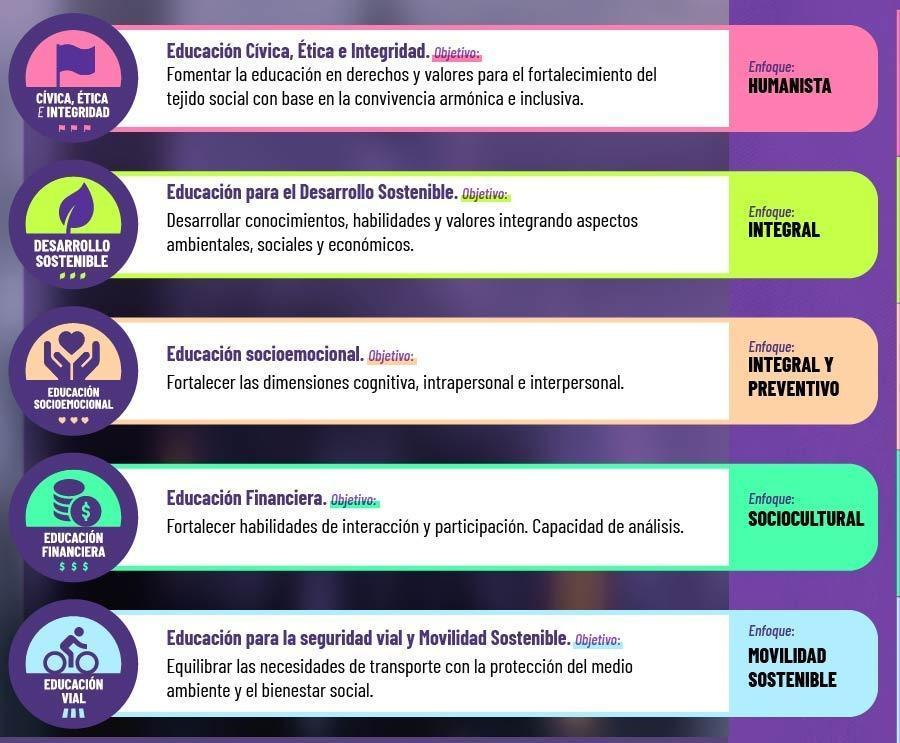 CÍVICA, ÉTICA
E INTEGRIDAD
Educación Cívica, Ética e Integridad. Objetivo:
Fomentar la educación en derechos y valores para el fortalecimiento del
tejido social con base en la convivencia armónica e inclusiva.
Enfoque:
HUMANISTA
DESARROLLO
SOSTENIBLE
Educación para el Desarrollo Sostenible. Objetivo:
Desarrollar conocimientos, habilidades y valores integrando aspectos
ambientales, sociales y económicos.
Enfoque:
INTEGRAL
EDUCACIÓN
SOCIOEMOCIONAL
Educación socioemocional. Objetivo:
Fortalecer las dimensiones cognitiva, intrapersonal e interpersonal.
Enfoque:
INTEGRAL Y
PREVENTIVO
$
EDUCACIÓN
FINANCIERA
$ $ $
Educación Financiera. Objetivo:
Fortalecer habilidades de interacción y participación. Capacidad de análisis.
Enfoque:
SOCIOCULTURAL
EDUCACIÓN
VIAL
Educación para la seguridad vial y Movilidad Sostenible. Objetivo:
Equilibrar las necesidades de transporte con la protección del medio
ambiente y el bienestar social.
Enfoque:
MOVILIDAD
SOSTENIBLE